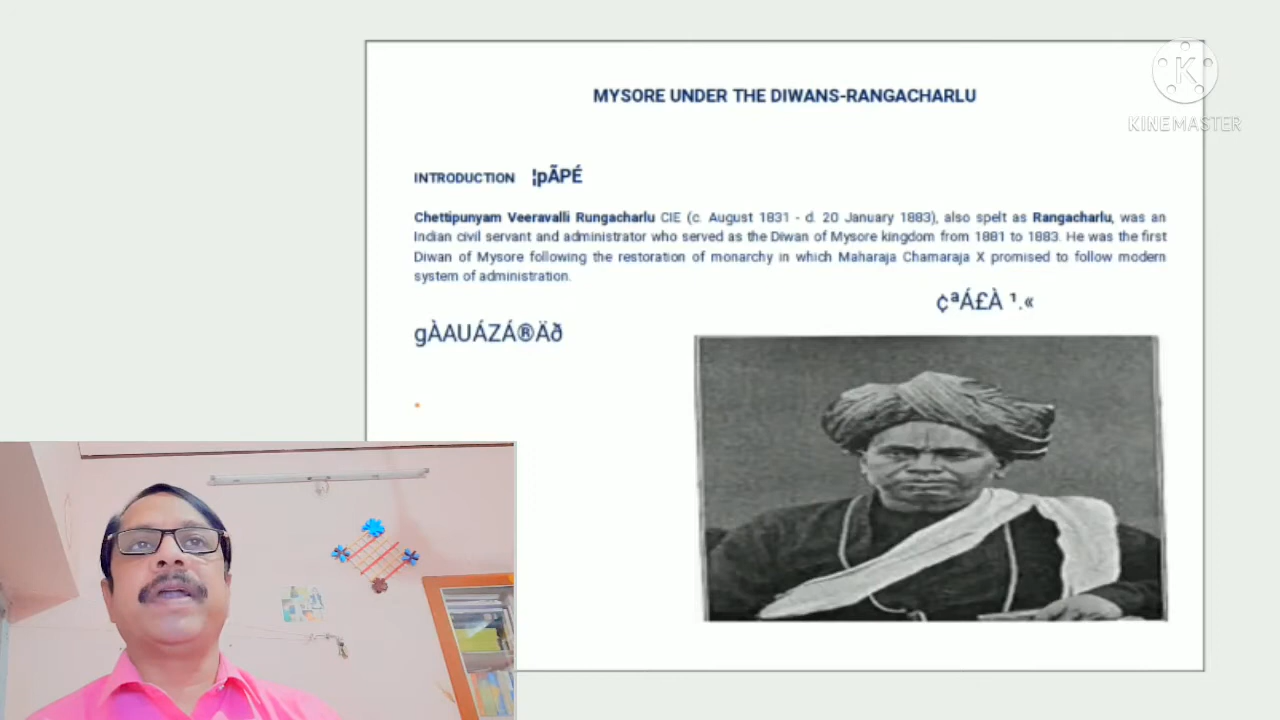 MYSORE UNDER THE DIWANS-RANGACHARLU
K
KINEMASTER
INTRODUCTION ¦pÃPÉ
Chettipunyam Veeravalli Rungacharlu CIE (c. August 1831 - d. 20 January 1883), also spelt as Rangacharlu, was an
Indian civil servant and administrator who served as the Diwan of Mysore kingdom from 1881 to 1883. He was the first
Diwan of Mysore following the restoration of monarchy in which Maharaja Chamaraja X promised to follow modern
system of administration.
¢ªÁ£À ¹.«
gÀAUÁZÁ®Äð